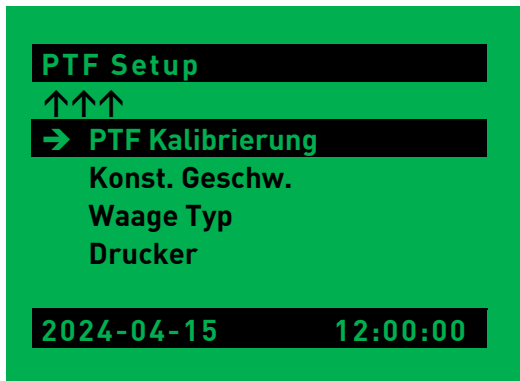 PTF Setup
↑↑↑
→ PTF Kalibrierung
Konst. Geschw.
Waage Typ
Drucker
2024-04-15 12:00:00